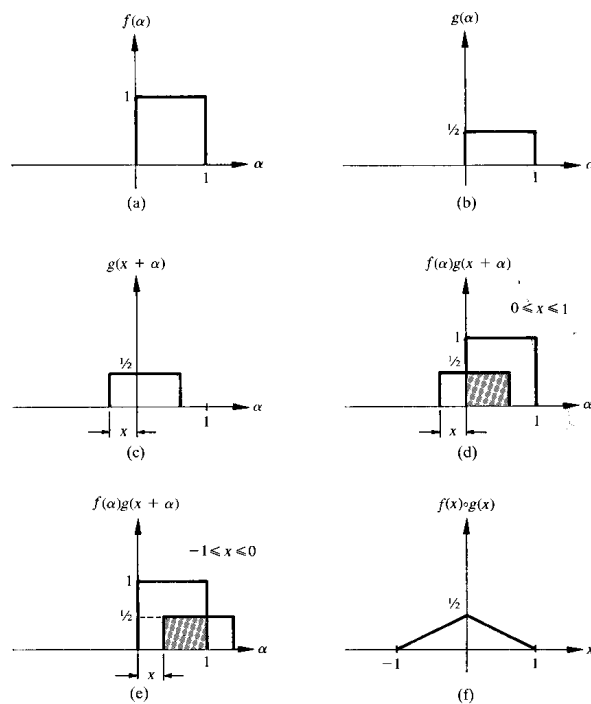 f(α)
1
1
α
(a)
g(α)
½
1
α
(b)
g(x + α)
½
1
α
x
(c)
f(α)g(x + α)
0 ⩽ x ⩽ 1
1
½
1
α
x
(d)
f(α)g(x + α)
−1 ⩽ x ⩽ 0
1
½
1
α
x
(e)
f(x)∘g(x)
½
−1
1
x
(f)